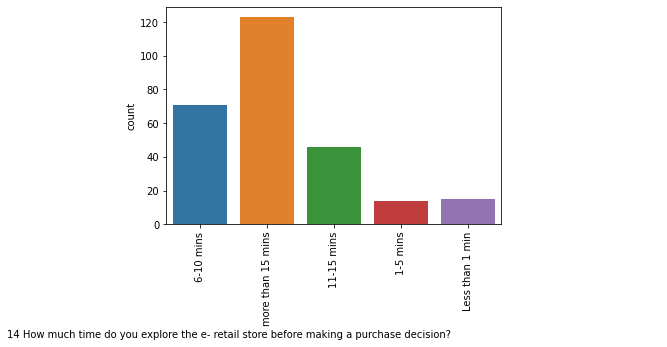 120
100
80
60
40
20
0
count
6-10 mins
more than 15 mins
11-15 mins
1-5 mins
Less than 1 min
14 How much time do you explore the e- retail store before making a purchase decision?